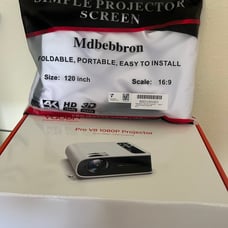 SIMPLE PROJECTOR
SCREEN
Mdbebbron
FOLDABLE, PORTABLE, EASY TO INSTALL
Size: 120 inch
Scale: 16:9
4K HD 3D
Pro V8 1080P Projector